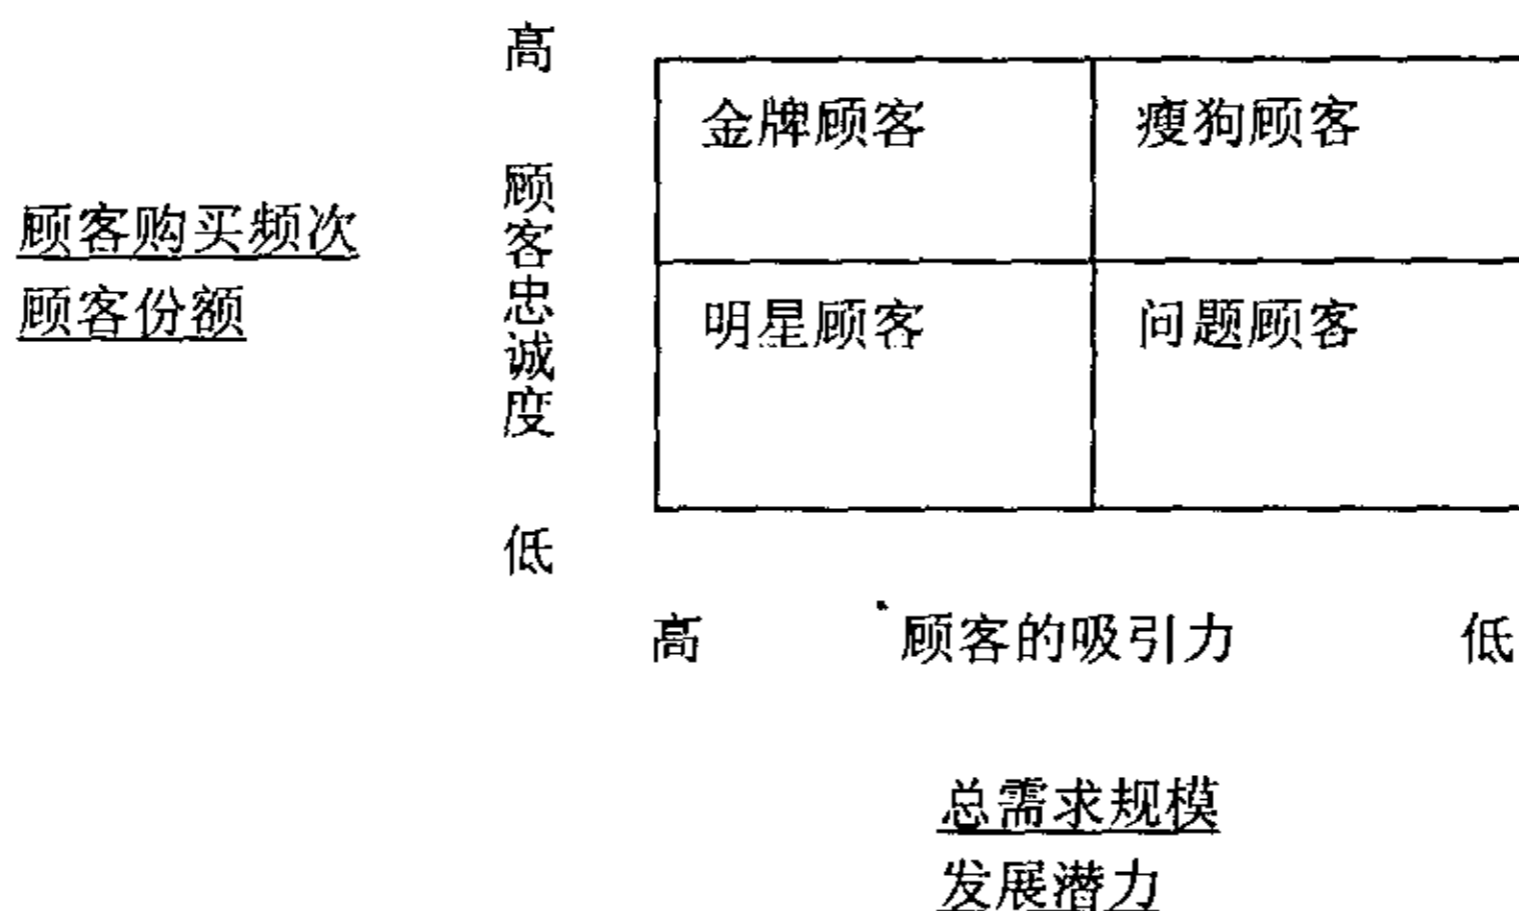 高
金牌顾客
瘦狗顾客
顾客忠诚度
顾客购买频次
顾客份额
明星顾客
问题顾客
低
高
顾客的吸引力
低
总需求规模
发展潜力